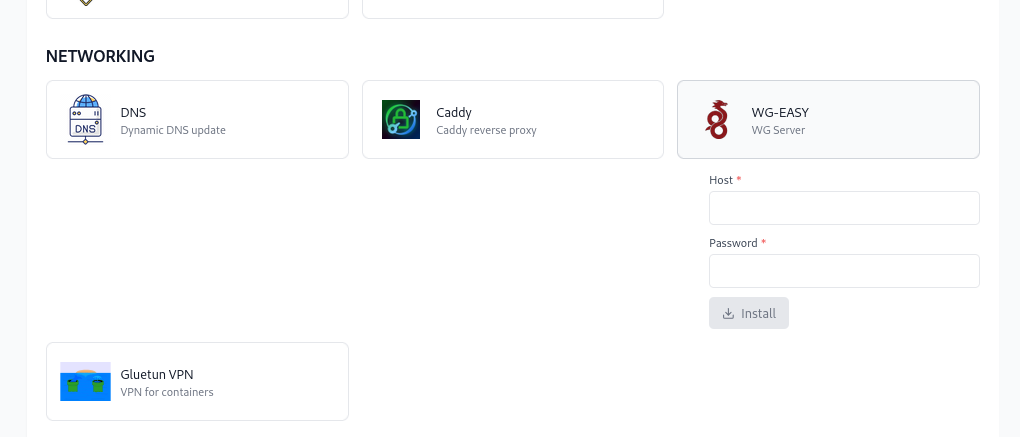 NETWORKING
DNS
DNS
Dynamic DNS update
Caddy
Caddy reverse proxy
WG-EASY
WG Server
Host *
Password *
Install
Gluetun VPN
VPN for containers